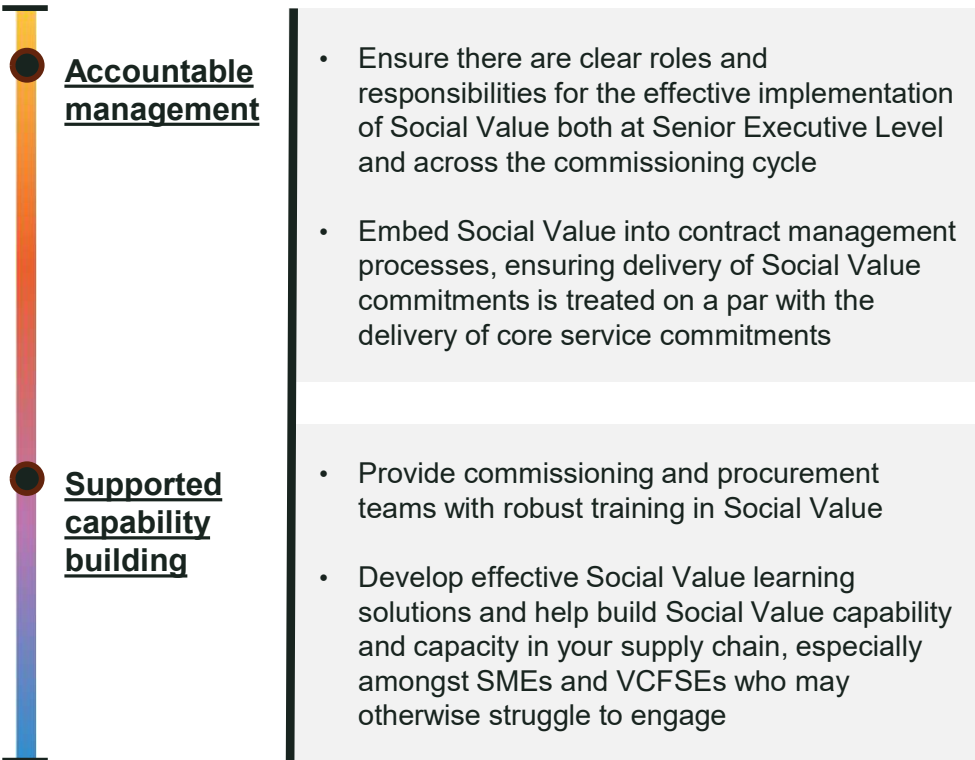 Accountable
management
• Ensure there are clear roles and
responsibilities for the effective implementation
of Social Value both at Senior Executive Level
and across the commissioning cycle
• Embed Social Value into contract management
processes, ensuring delivery of Social Value
commitments is treated on a par with the
delivery of core service commitments
Supported
capability
building
• Provide commissioning and procurement
teams with robust training in Social Value
• Develop effective Social Value learning
solutions and help build Social Value capability
and capacity in your supply chain, especially
amongst SMEs and VCFSEs who may
otherwise struggle to engage